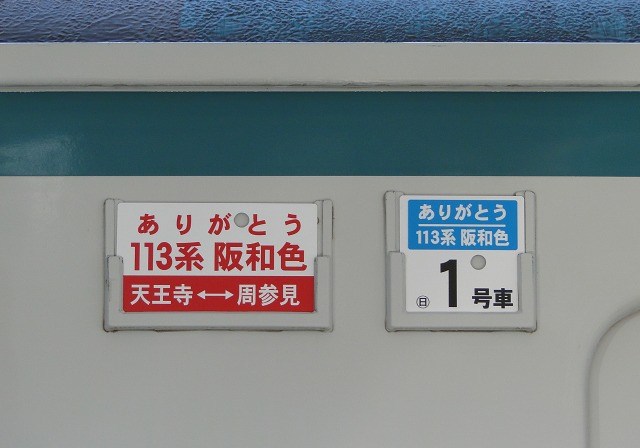 ありがとう
113系 阪和色
天王寺↔周参見
ありがとう
113系 阪和色
㊐ 1 号車